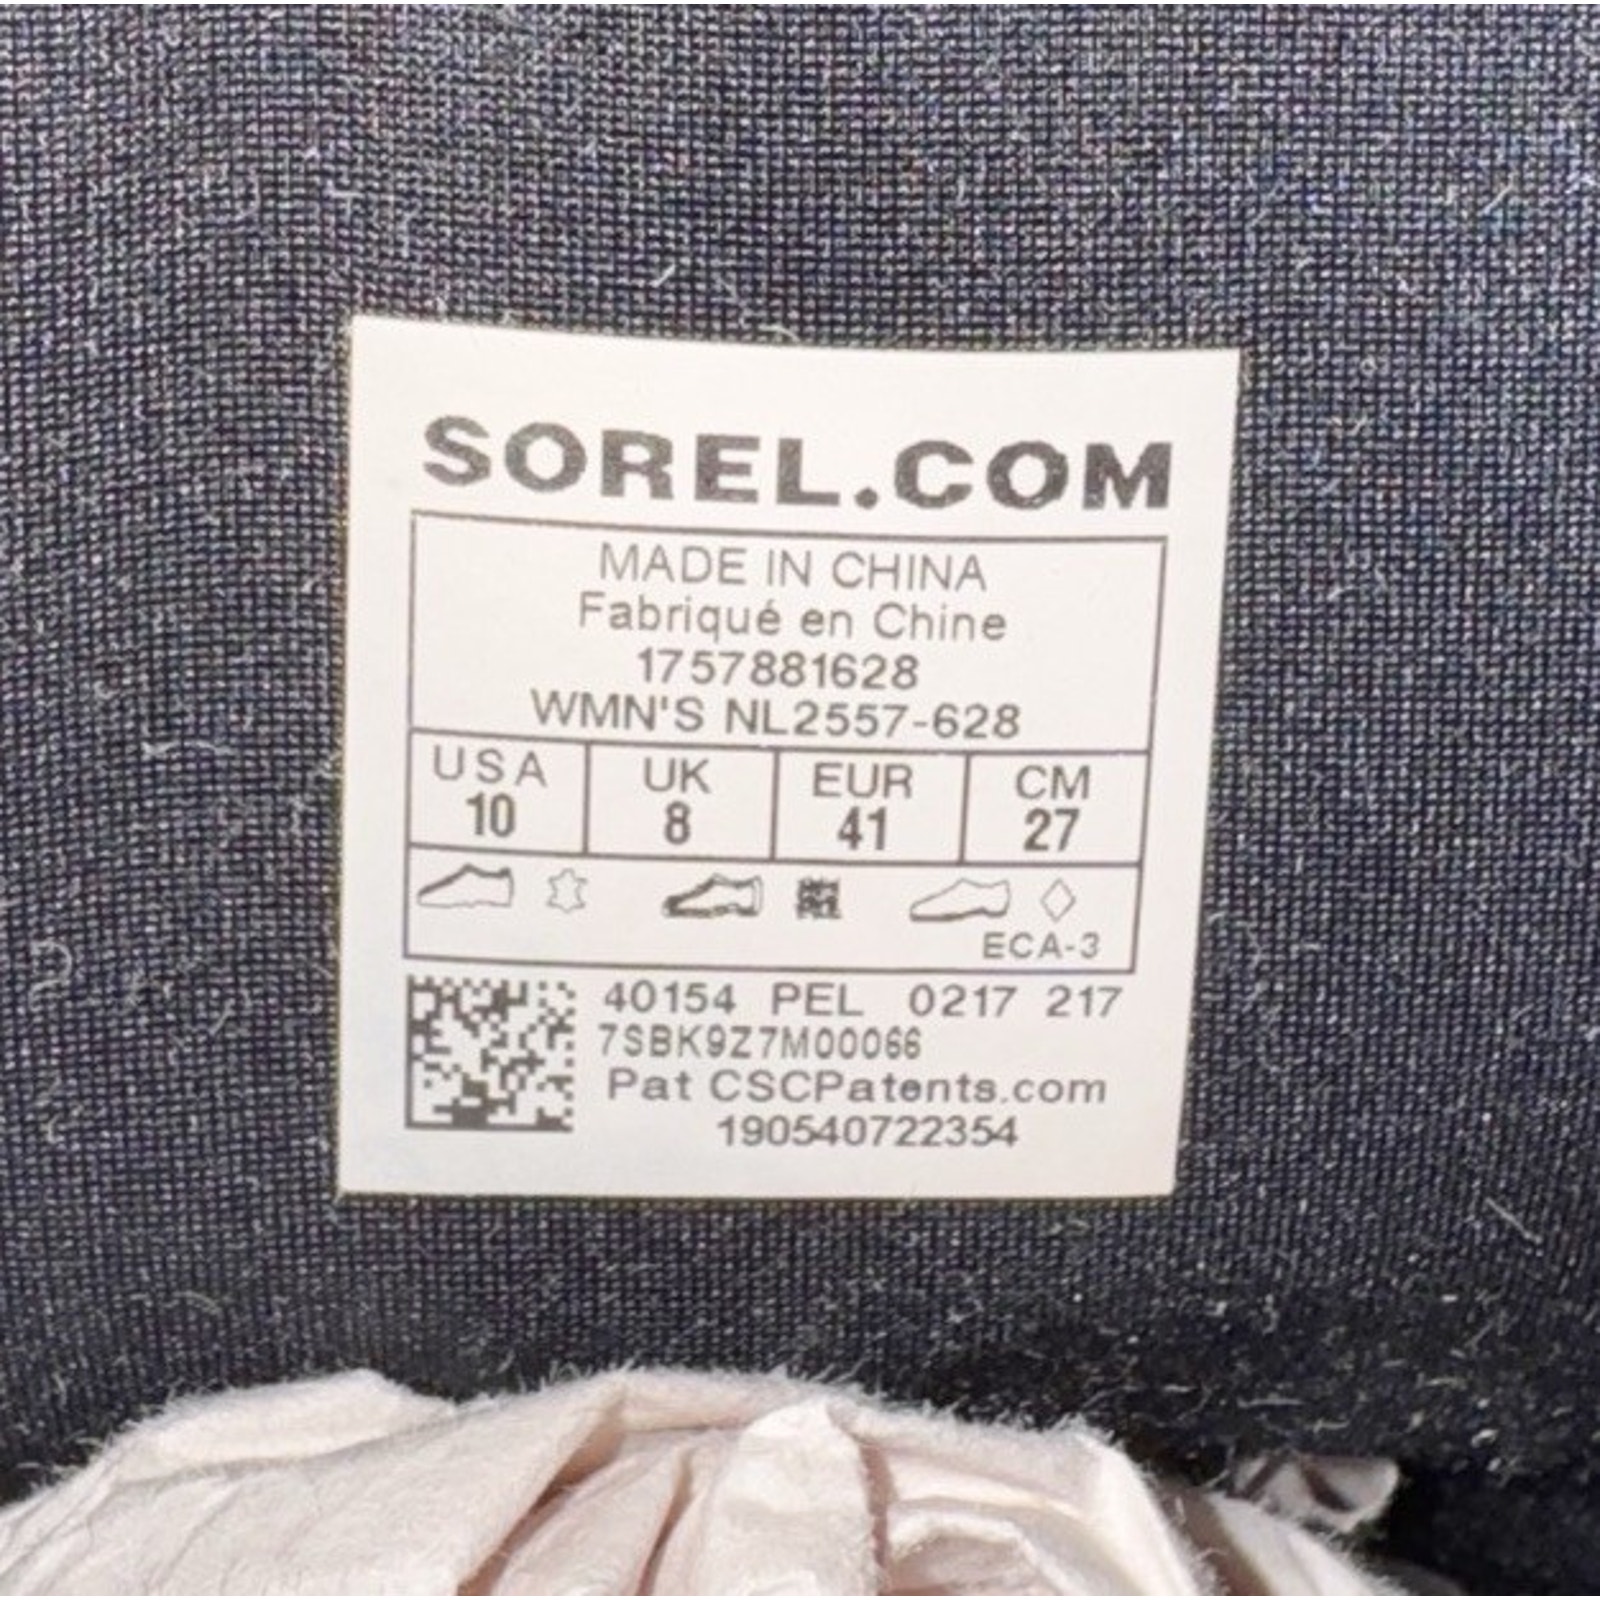 SOREL.COM
MADE IN CHINA
Fabriqué en Chine
1757881628
WMN'S NL2557-628
USA UK EUR CM
10 8 41 27
ECA-3
40154 PEL 0217 217
7SBK9Z7M00066
Pat CSCPatents.com
190540722354